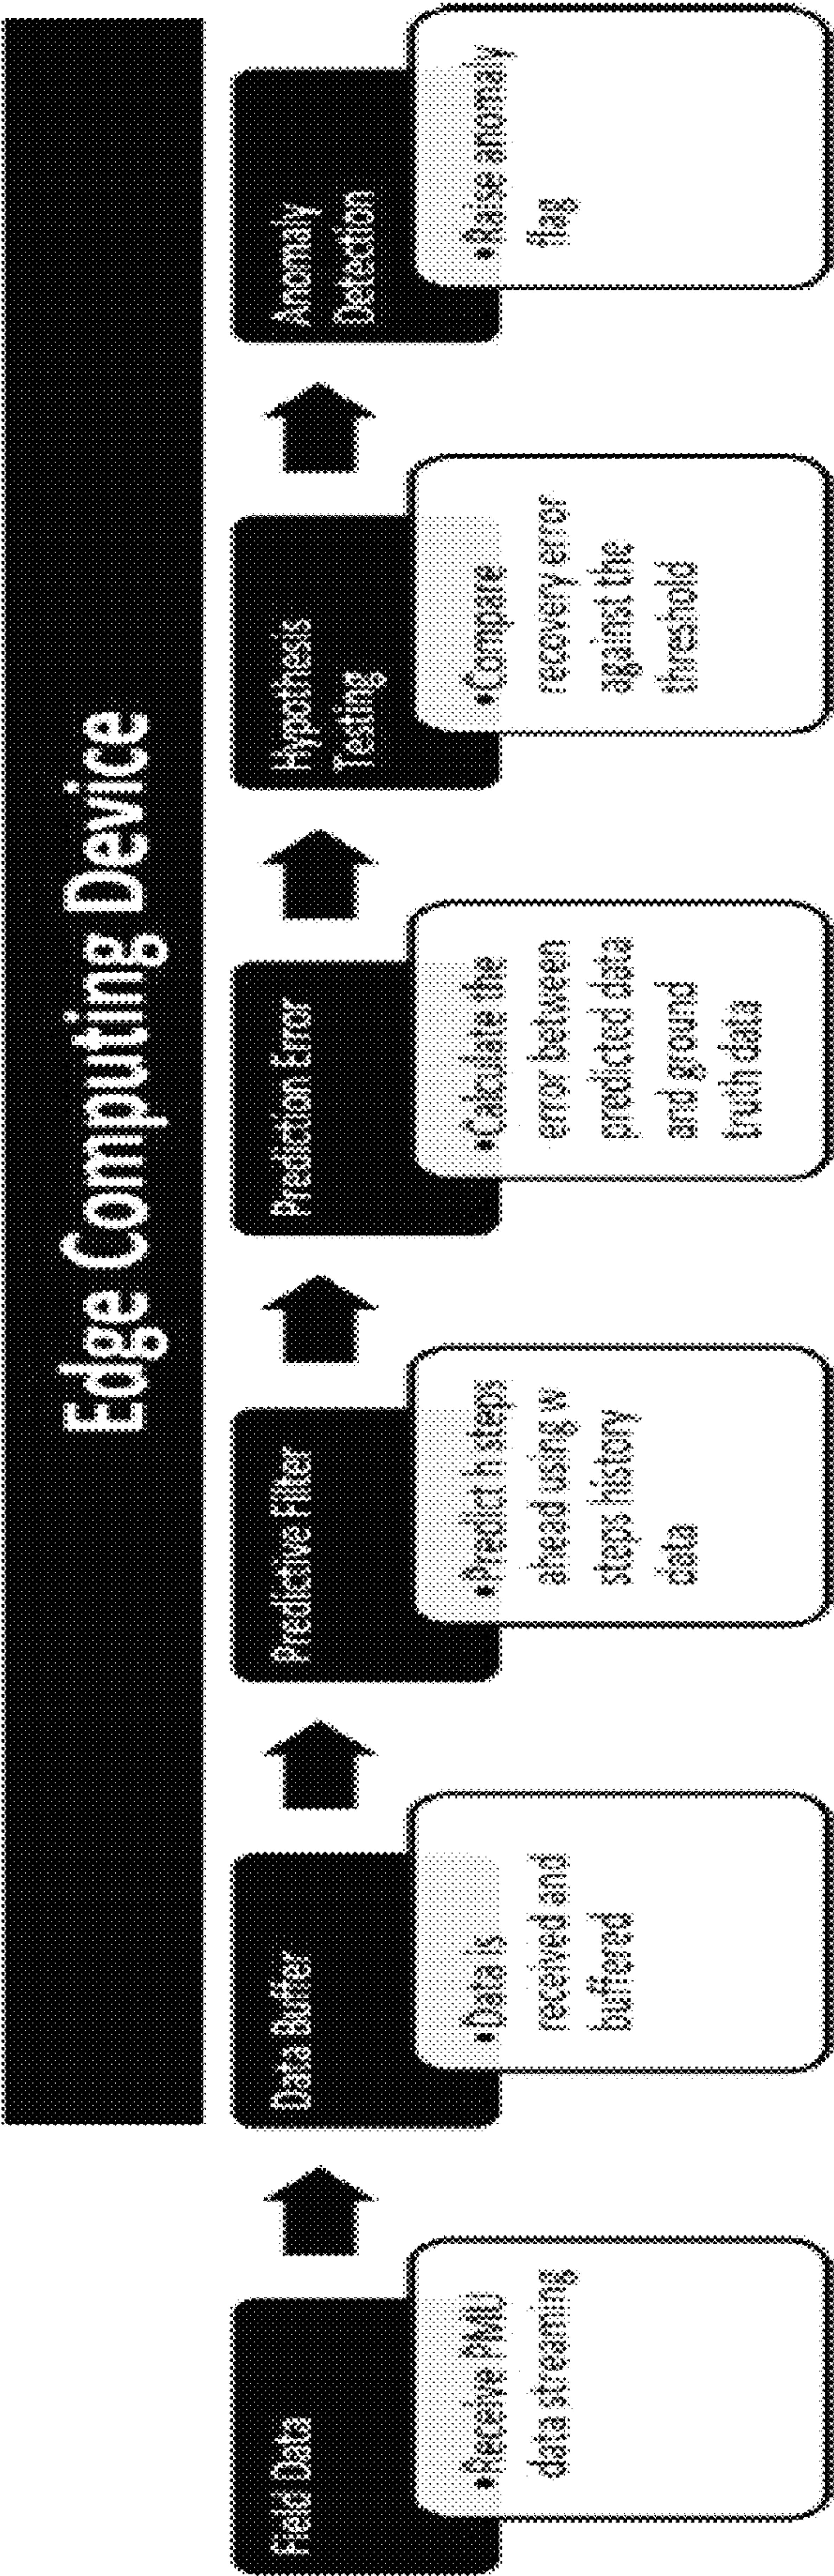 Edge Computing Device
Field Data
•Receive PMU
data streaming
Data Buffer
•Data is
received and
buffered
Predictive Filter
•Predict h steps
ahead using w
steps history
data
Prediction Error
•Calculate the
error between
predicted data
and ground
truth data
Hypothesis
Testing
•Compare
recovery error
against the
threshold
Anomaly
Detection
•Raise anomaly
flag